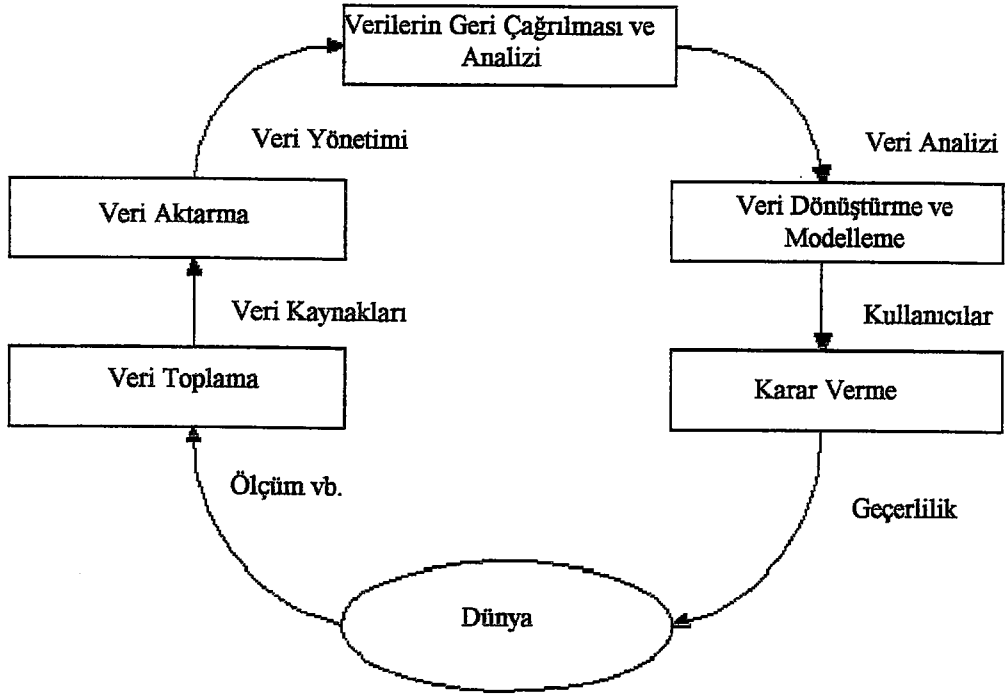 Verilerin Geri Çağrılması ve
Analizi
Veri Yönetimi
Veri Analizi
Veri Aktarma
Veri Dönüştürme ve
Modelleme
Veri Kaynakları
Kullanıcılar
Veri Toplama
Karar Verme
Ölçüm vb.
Geçerlilik
Dünya